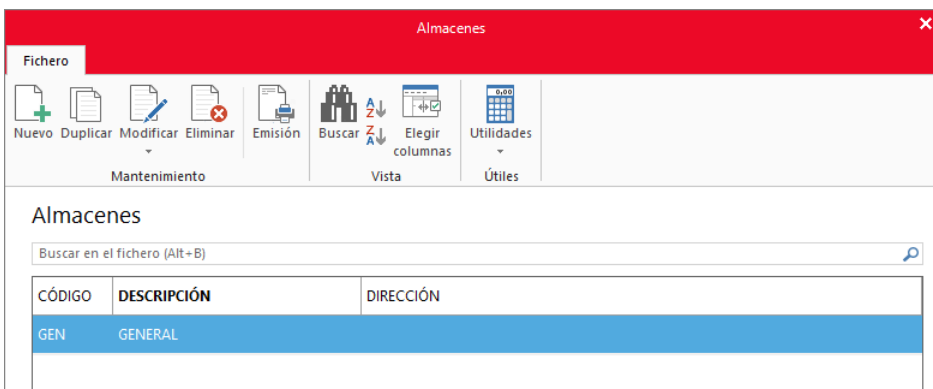 Almacenes
Fichero
Nuevo Duplicar Modificar Eliminar Emisión Buscar Elegir columnas Utilidades
Mantenimiento Vista Útiles
Almacenes
Buscar en el fichero (Alt+B)
CÓDIGO DESCRIPCIÓN DIRECCIÓN
GEN GENERAL